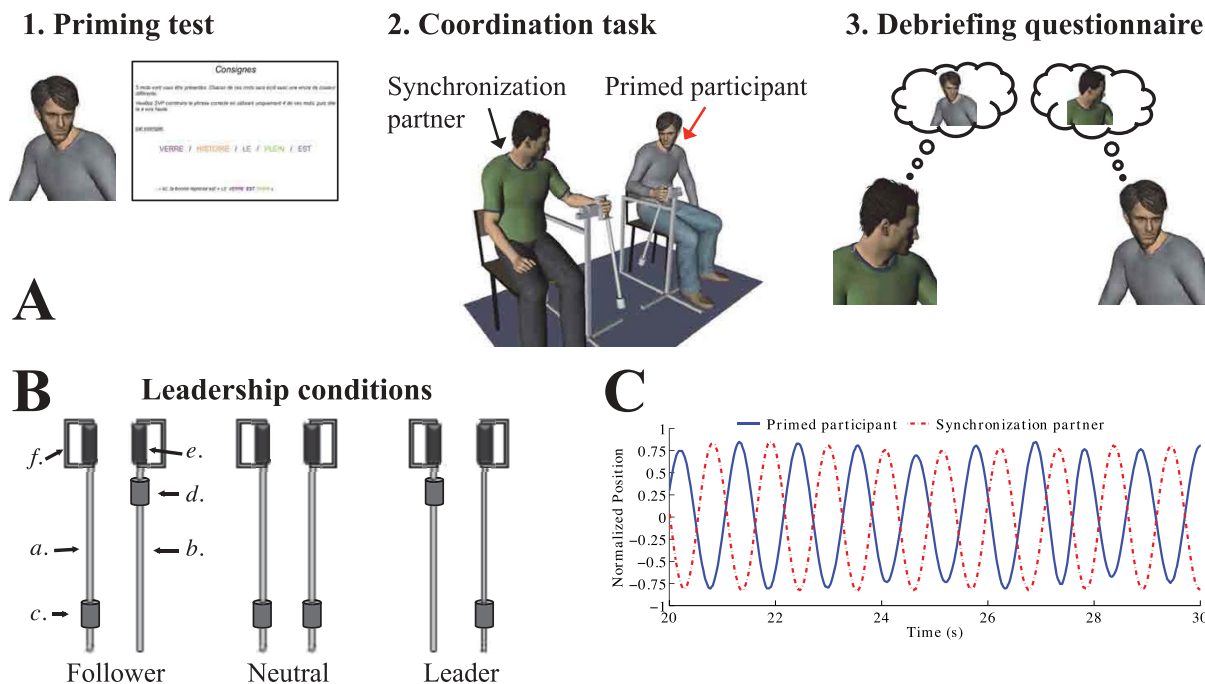 1. Priming test
2. Coordination task
3. Debriefing questionnaire
Consignes
VERRE / HISTOIRE / LE / PLEIN / EST
Synchronization
partner
Primed participant
A
B
Leadership conditions
f.
e.
d.
a.
b.
c.
Follower
Neutral
Leader
C
Primed participant
Synchronization partner
Normalized Position
1
0.75
0.5
0.25
0
−0.25
−0.5
−0.75
−1
20
22
24
26
28
30
Time (s)